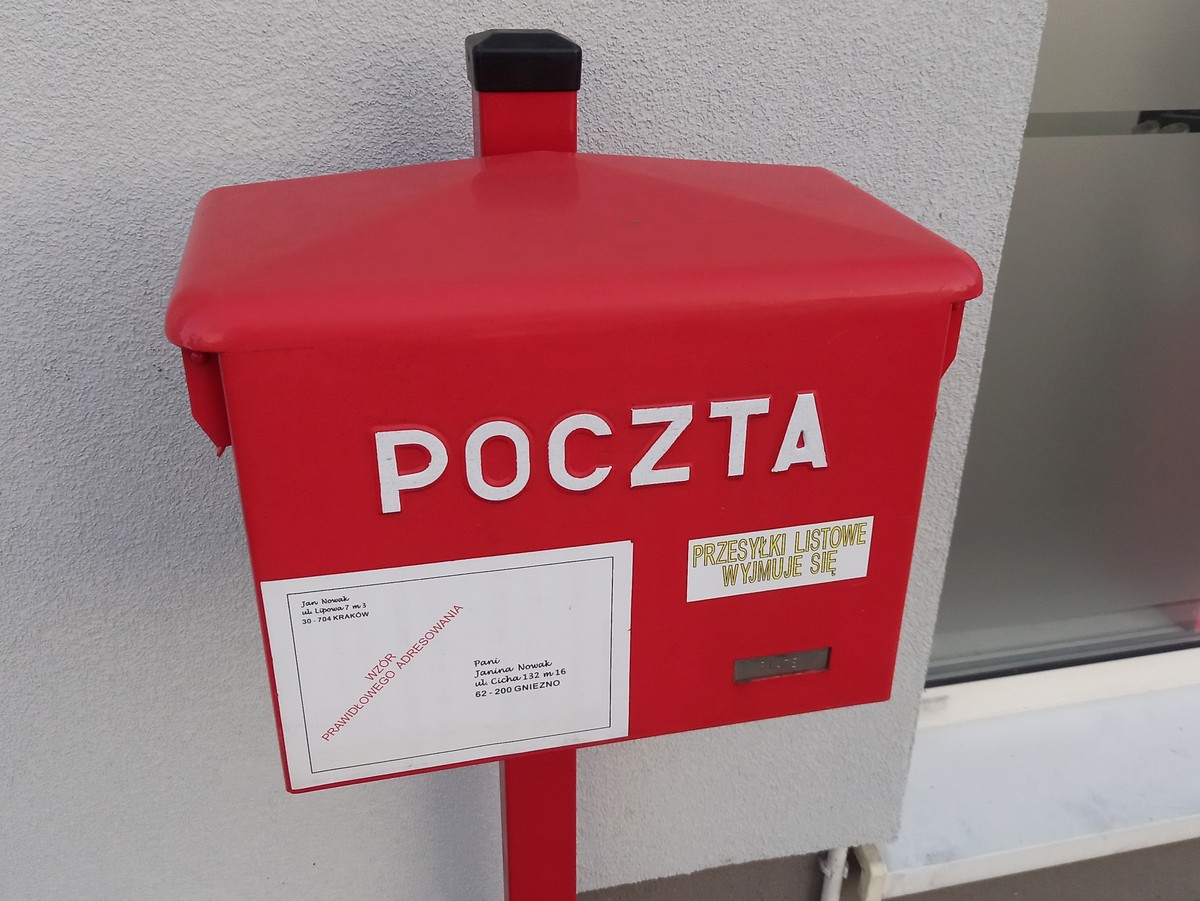 POCZTA
PRZESYŁKI LISTOWE
WYJMUJE SIĘ
Jan Nowak
ul. Lipowa 7 m 3
30 - 704 KRAKÓW
WZÓR
PRAWIDŁOWEGO ADRESOWANIA
Pani
Janina Nowak
ul. Cicha 132 m 16
62 - 200 GNIEZNO